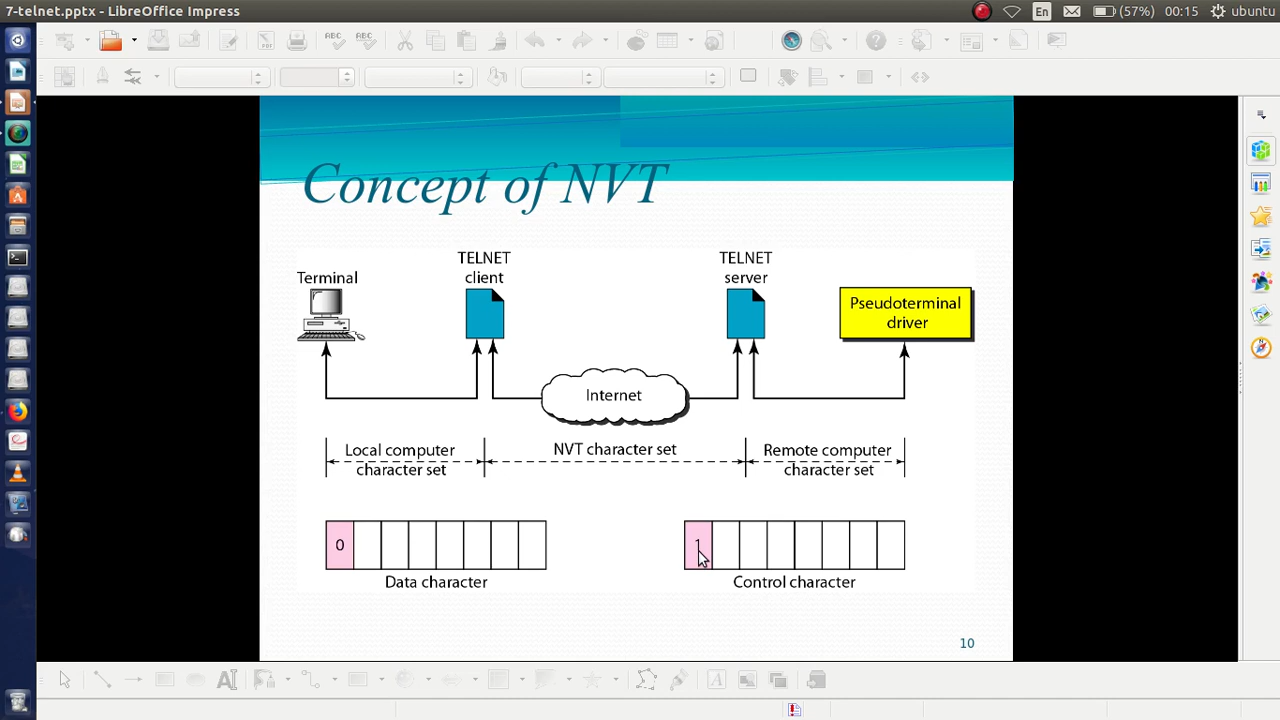 7-telnet.pptx - LibreOffice Impress
En
(57%)
00:15
ubuntu
ABC
ABC
Concept of NVT
TELNET
client
TELNET
server
Terminal
Pseudoterminal
driver
Internet
Local computer
character set
NVT character set
Remote computer
character set
0
1
Data character
Control character
10